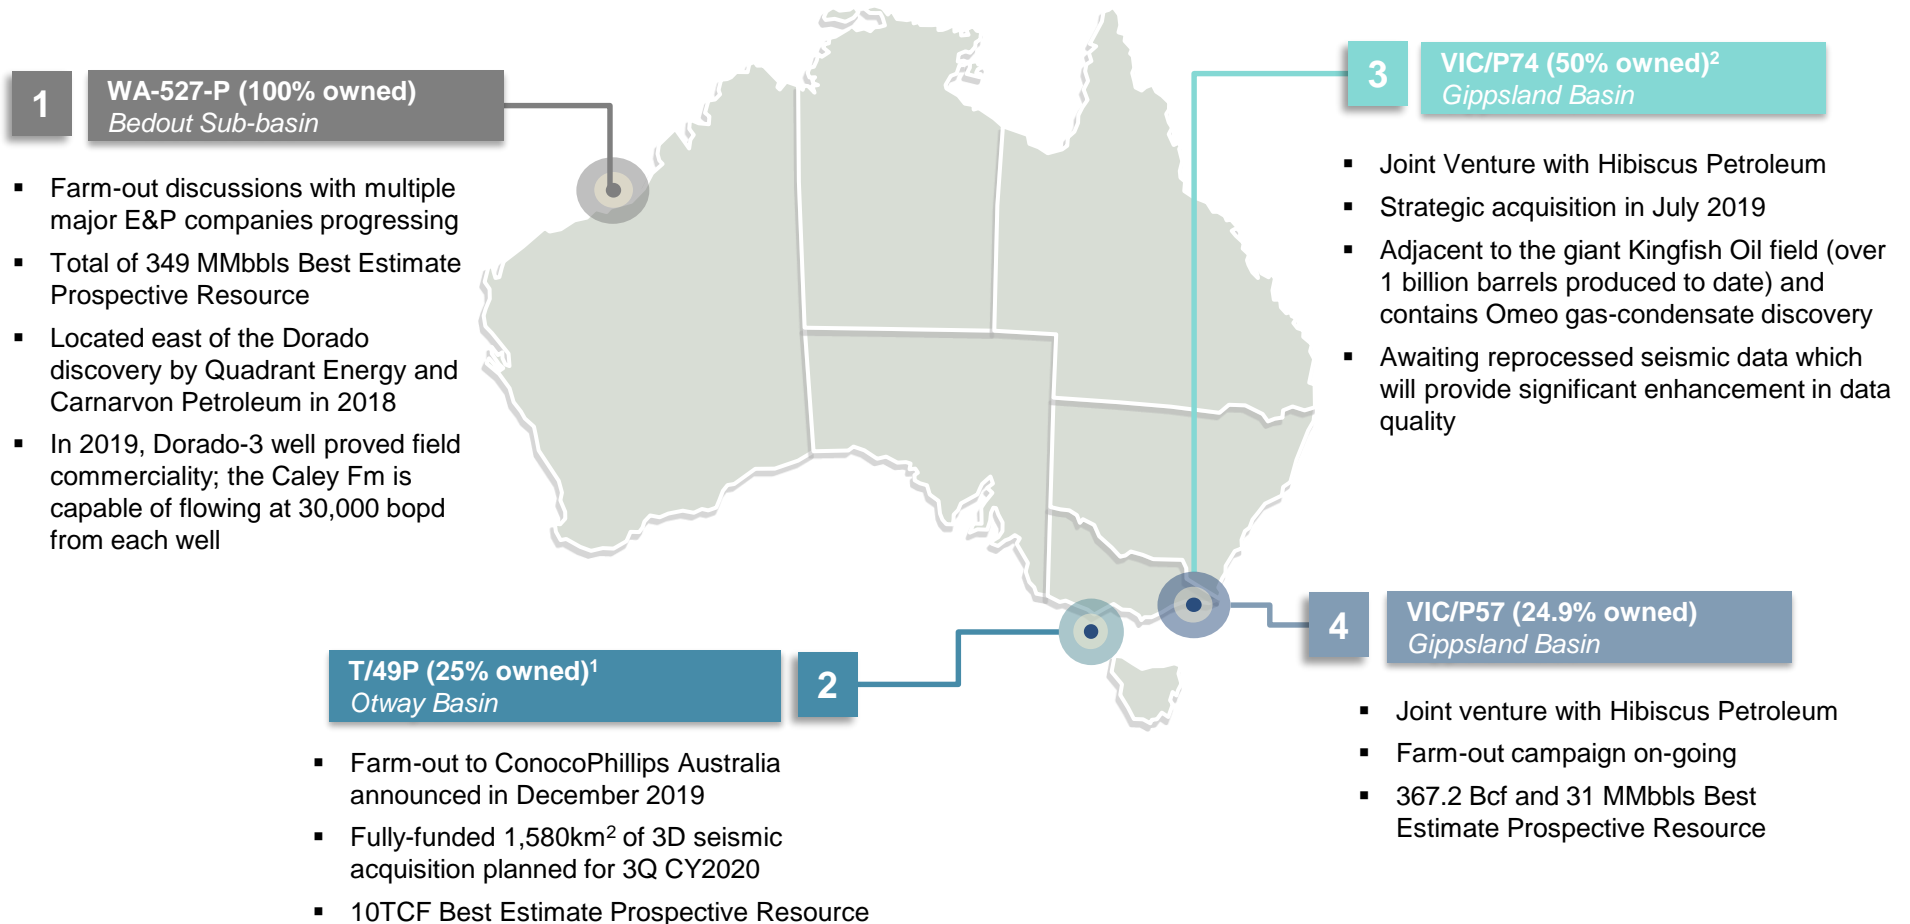 1
WA-527-P (100% owned)
Bedout Sub-basin
▪ Farm-out discussions with multiple
major E&P companies progressing
▪ Total of 349 MMbbls Best Estimate
Prospective Resource
▪ Located east of the Dorado
discovery by Quadrant Energy and
Carnarvon Petroleum in 2018
▪ In 2019, Dorado-3 well proved field
commerciality; the Caley Fm is
capable of flowing at 30,000 bopd
from each well
T/49P (25% owned)¹
Otway Basin
2
▪ Farm-out to ConocoPhillips Australia
announced in December 2019
▪ Fully-funded 1,580km² of 3D seismic
acquisition planned for 3Q CY2020
▪ 10TCF Best Estimate Prospective Resource
3
VIC/P74 (50% owned)²
Gippsland Basin
▪ Joint Venture with Hibiscus Petroleum
▪ Strategic acquisition in July 2019
▪ Adjacent to the giant Kingfish Oil field (over
1 billion barrels produced to date) and
contains Omeo gas-condensate discovery
▪ Awaiting reprocessed seismic data which
will provide significant enhancement in data
quality
4
VIC/P57 (24.9% owned)
Gippsland Basin
▪ Joint venture with Hibiscus Petroleum
▪ Farm-out campaign on-going
▪ 367.2 Bcf and 31 MMbbls Best
Estimate Prospective Resource